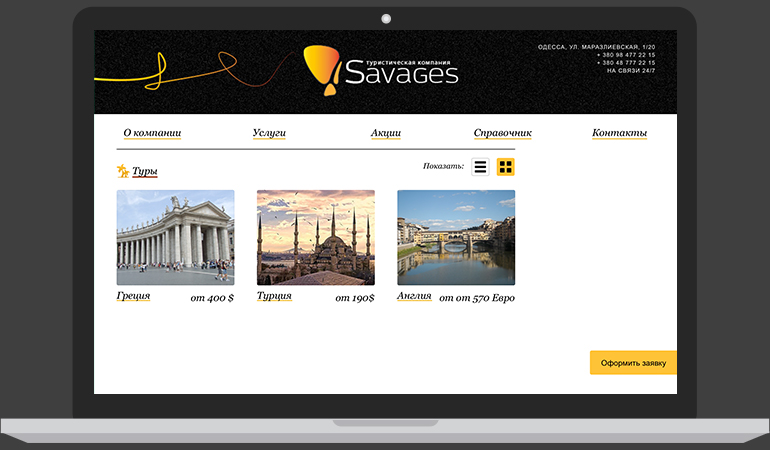 ОДЕССА, УЛ. МАРАЗЛИЕВСКАЯ, 1/20
+ 380 98 477 22 15
+ 380 48 777 22 15
НА СВЯЗИ 24/7
туристическая компания
SAVAGES
О компании Услуги Акции Справочник Контакты
Туры
Показать:
Греция от 400 $
Турция от 190$
Англия от от 570 Евро
Оформить заявку